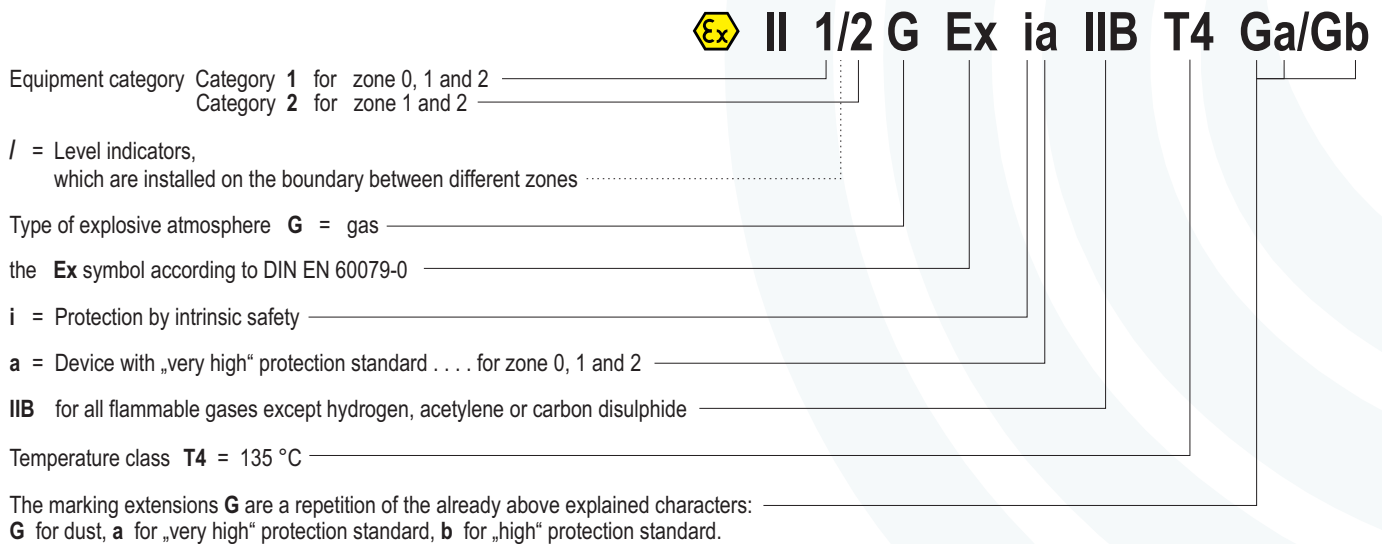 Ex II 1/2 G Ex ia IIB T4 Ga/Gb
Equipment category Category 1 for zone 0, 1 and 2
Category 2 for zone 1 and 2
/ = Level indicators,
which are installed on the boundary between different zones
Type of explosive atmosphere G = gas
the Ex symbol according to DIN EN 60079-0
i = Protection by intrinsic safety
a = Device with „very high“ protection standard . . . . for zone 0, 1 and 2
IIB for all flammable gases except hydrogen, acetylene or carbon disulphide
Temperature class T4 = 135 °C
The marking extensions G are a repetition of the already above explained characters:
G for dust, a for „very high“ protection standard, b for „high“ protection standard.